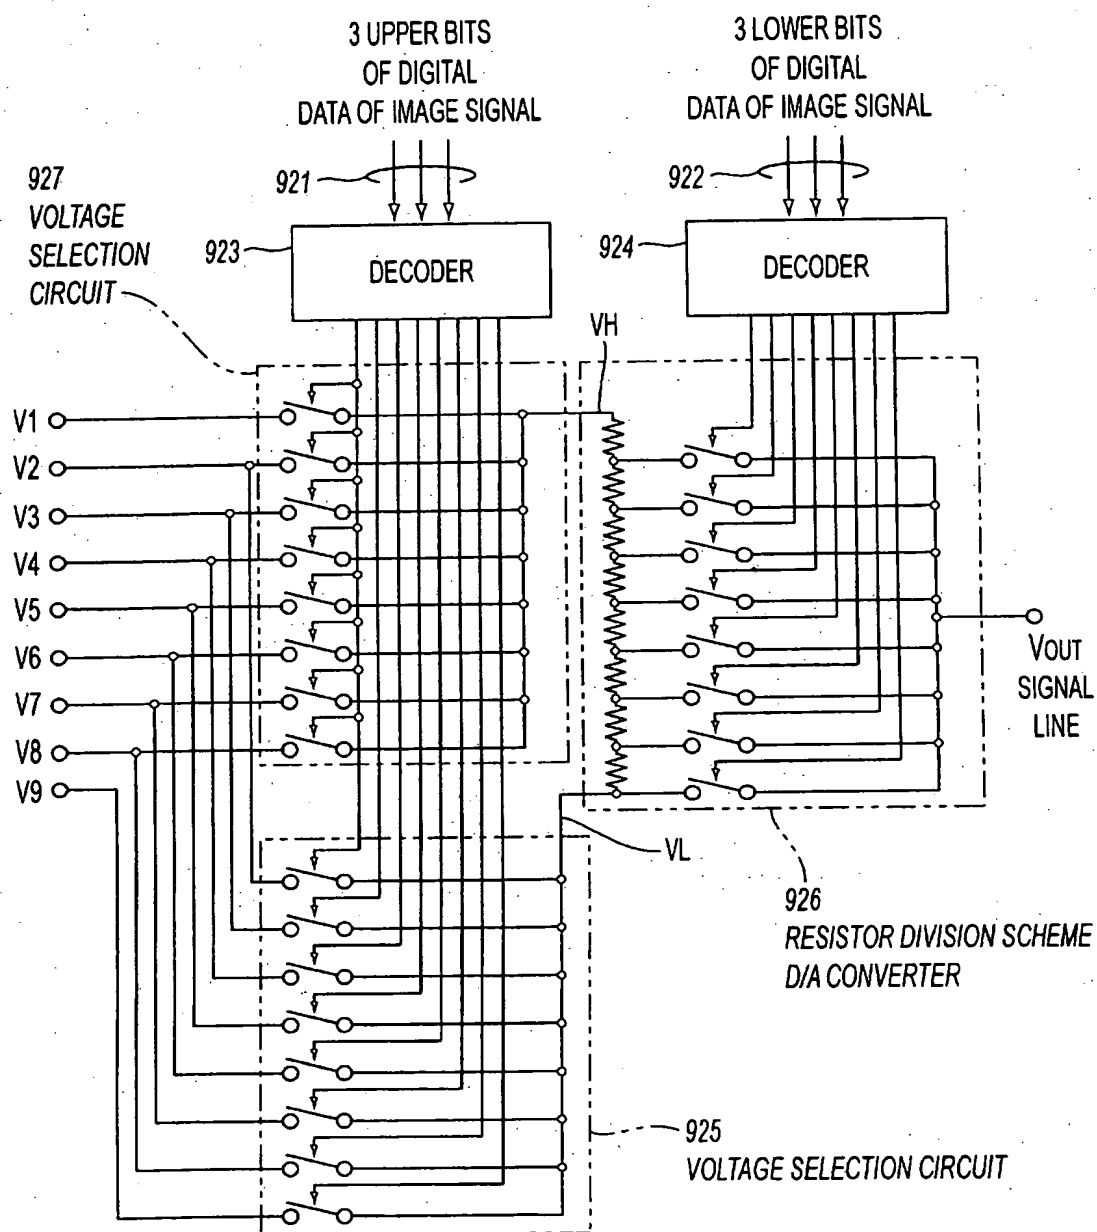 3 UPPER BITS
OF DIGITAL
DATA OF IMAGE SIGNAL
3 LOWER BITS
OF DIGITAL
DATA OF IMAGE SIGNAL
927
VOLTAGE
SELECTION
CIRCUIT
921
922
923
DECODER
924
DECODER
VH
V1
V2
V3
V4
V5
V6
V7
V8
V9
VOUT
SIGNAL
LINE
VL
926
RESISTOR DIVISION SCHEME
D/A CONVERTER
925
VOLTAGE SELECTION CIRCUIT